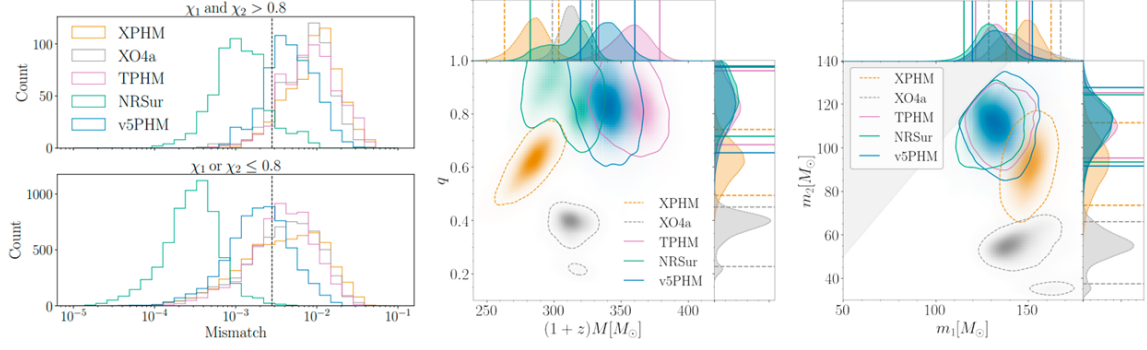 χ₁ and χ₂ > 0.8
100
50
0
Count
XPHM
XO4a
TPHM
NRSur
v5PHM
χ₁ or χ₂ ≤ 0.8
1000
500
0
Count
10⁻⁵
10⁻⁴
10⁻³
10⁻²
10⁻¹
Mismatch
1.0
0.8
0.6
0.4
0.2
q
XPHM
XO4a
TPHM
NRSur
v5PHM
250
300
350
400
(1 + z)M[M⊙]
140
120
100
80
60
40
m₂[M⊙]
XPHM
XO4a
TPHM
NRSur
v5PHM
50
100
150
m₁[M⊙]